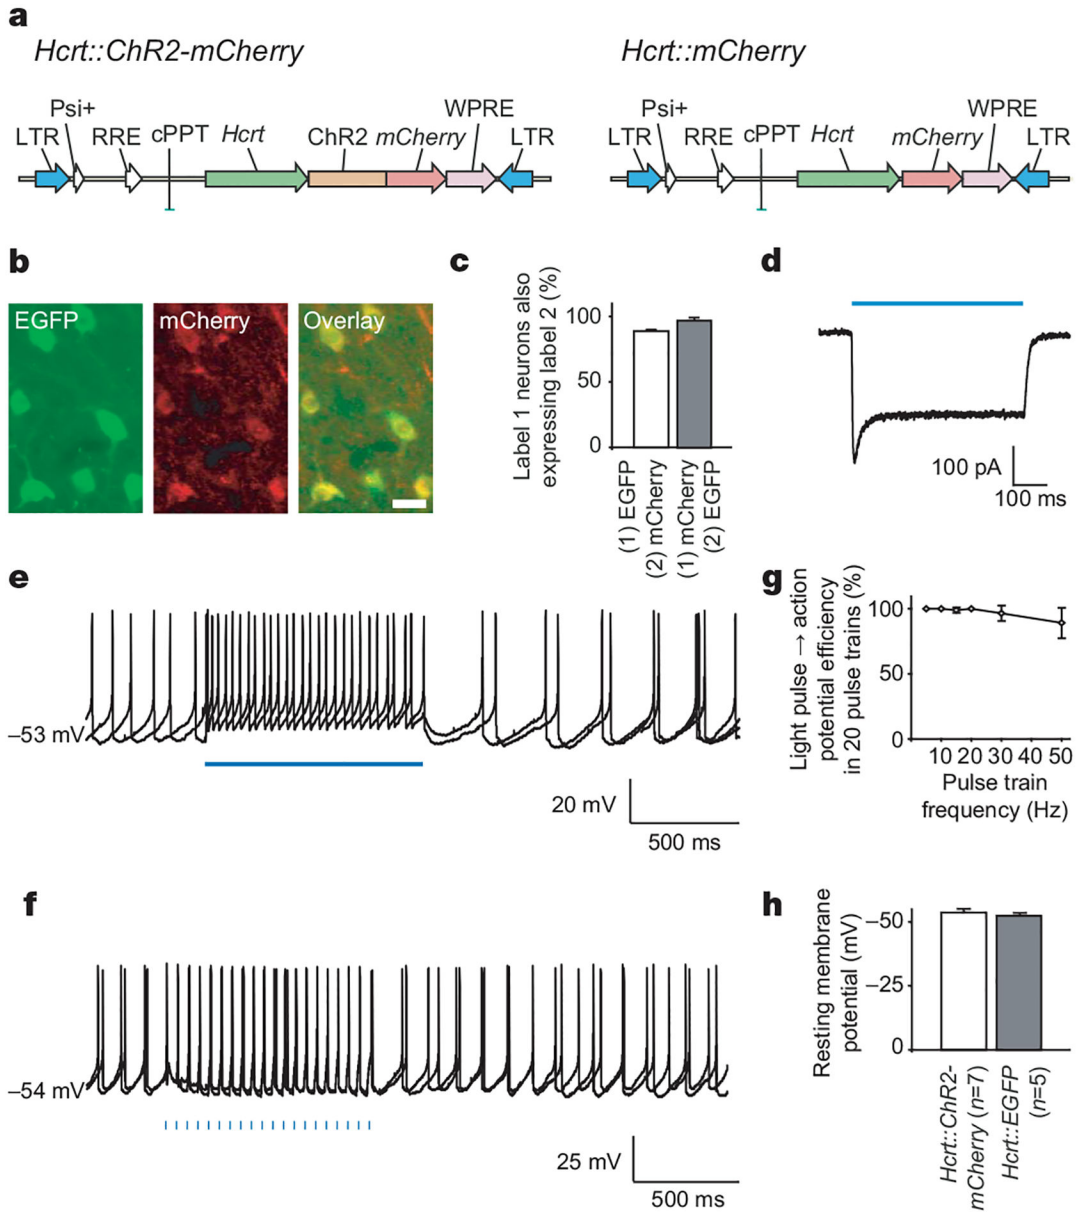 a
Hcrt::ChR2-mCherry
Hcrt::mCherry
Psi+
WPRE
LTR
RRE
cPPT
Hcrt
ChR2
mCherry
LTR
Psi+
WPRE
LTR
RRE
cPPT
Hcrt
mCherry
LTR
b
EGFP
mCherry
Overlay
c
Label 1 neurons also
expressing label 2 (%)
100
50
0
(1) EGFP
(2) mCherry
(1) mCherry
(2) EGFP
d
100 pA
100 ms
e
–53 mV
20 mV
500 ms
f
–54 mV
25 mV
500 ms
g
Light pulse → action
potential efficiency
in 20 pulse trains (%)
100
50
0
10 20 30 40 50
Pulse train
frequency (Hz)
h
Resting membrane
potential (mV)
–50
–25
0
Hcrt::ChR2-
mCherry (n=7)
Hcrt::EGFP
(n=5)